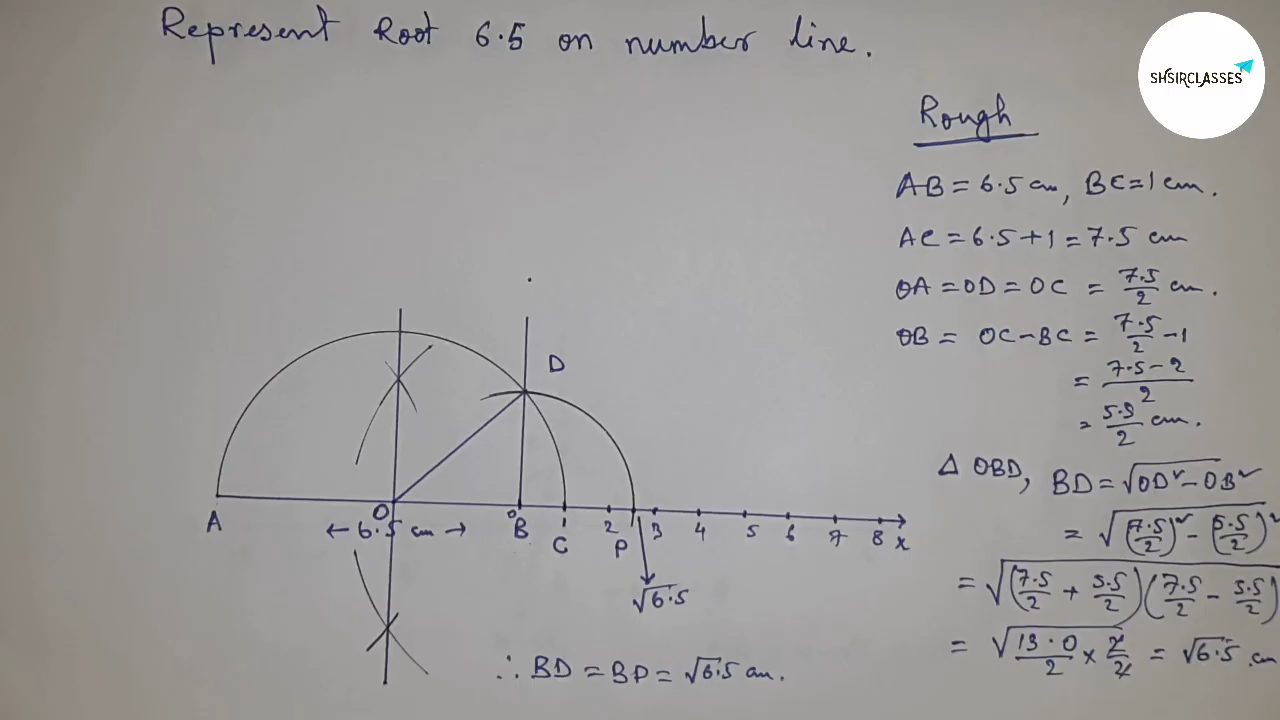 Represent Root 6.5 on number line.
SHSIRCLASSES
Rough
AB = 6.5 cm, BC = 1 cm.
AC = 6.5 + 1 = 7.5 cm
OA = OD = OC = 7.5/2 cm.
OB = OC - BC = 7.5/2 - 1
= 7.5 - 2/2
= 5.5/2 cm.
Δ OBD, BD = √OD² - OB²
= √(7.5/2)² - (5.5/2)²
= √(7.5/2 + 5.5/2)(7.5/2 - 5.5/2)
= √13.0/2 × 2/2 = √6.5 cm
D
A
O
← 6.5 cm →
0 B
1 C
2
P
3
4
5
6
7
8
x
√6.5
∴ BD = BP = √6.5 cm.